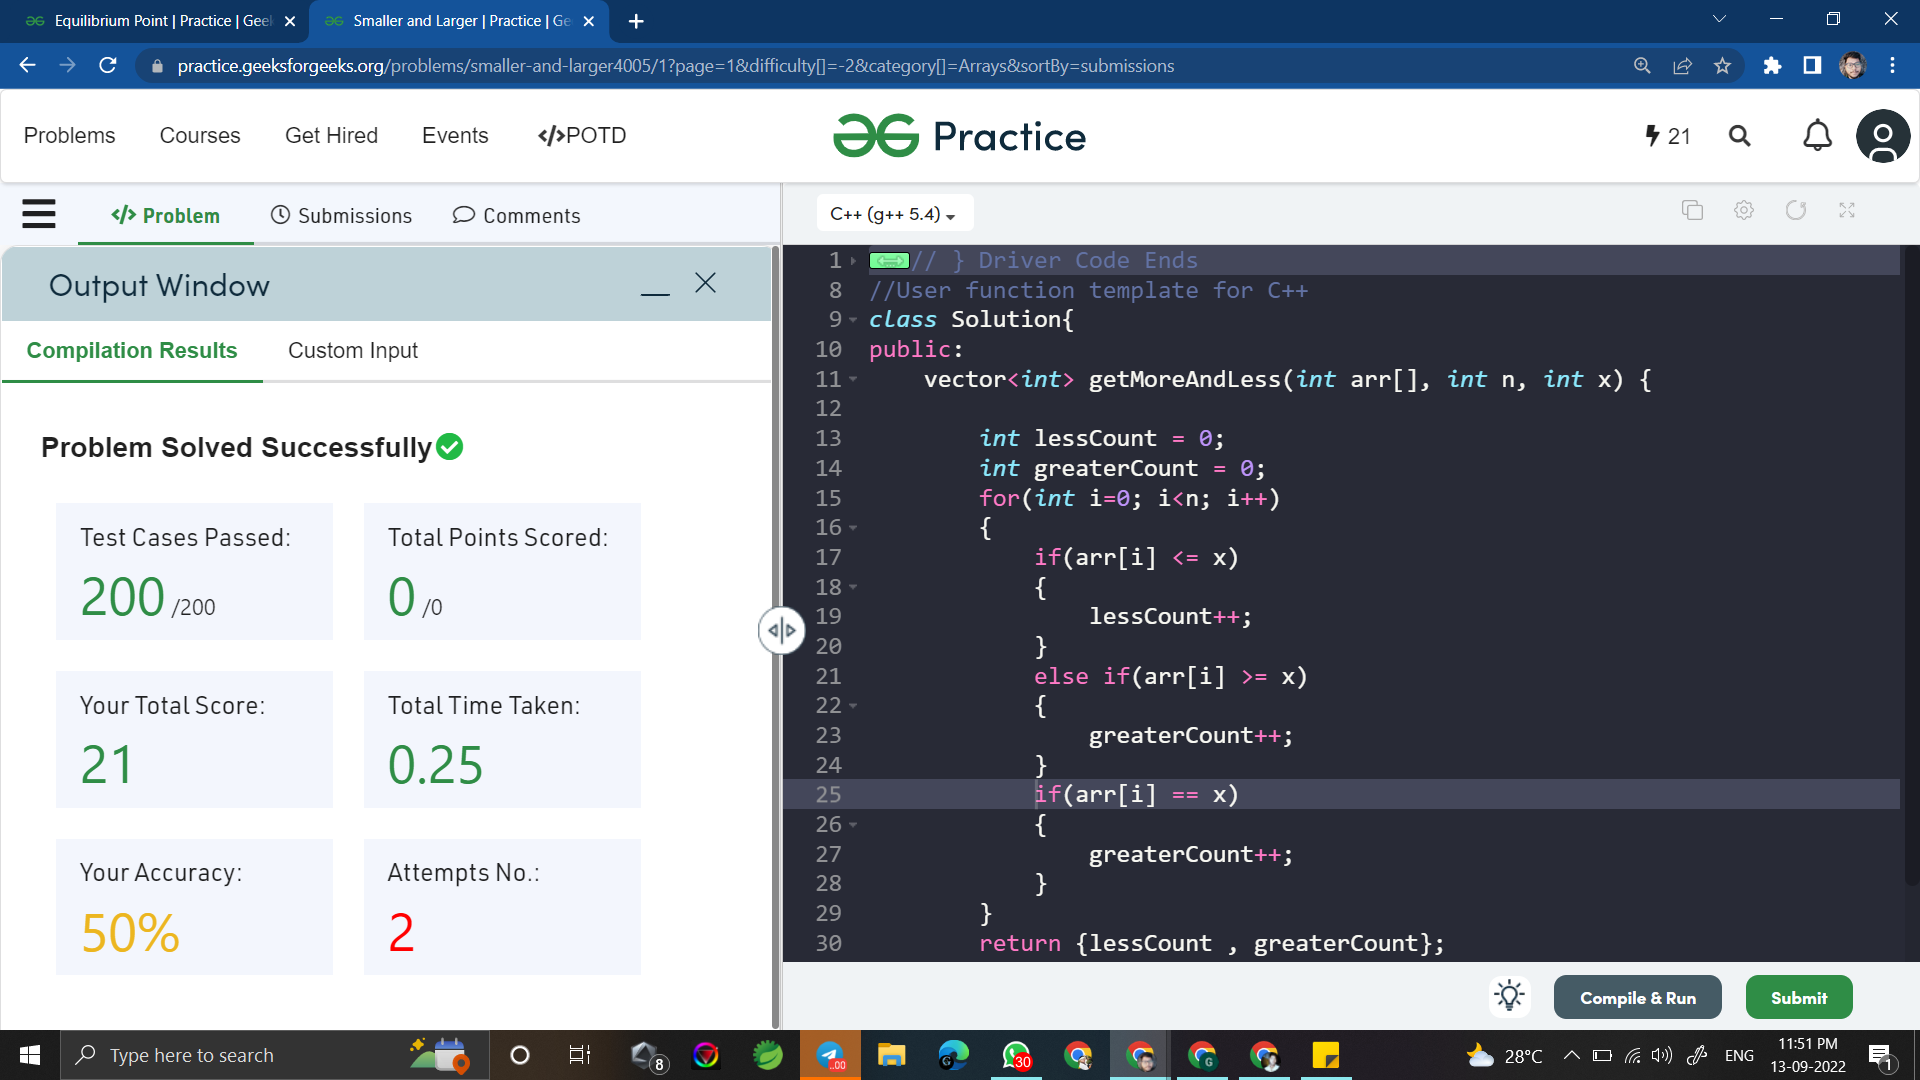 Equilibrium Point | Practice | Geek
Smaller and Larger | Practice | Ge
practice.geeksforgeeks.org/problems/smaller-and-larger4005/1?page=1&difficulty[]=-2&category[]=Arrays&sortBy=submissions
Problems Courses Get Hired Events </>POTD
Practice
21
</> Problem Submissions Comments
C++ (g++ 5.4)
Output Window
Compilation Results Custom Input
Problem Solved Successfully
Test Cases Passed:
200 /200
Total Points Scored:
0 /0
Your Total Score:
21
Total Time Taken:
0.25
Your Accuracy:
50%
Attempts No.:
2
1 // } Driver Code Ends
8 //User function template for C++
9 class Solution{
10 public:
11 vector<int> getMoreAndLess(int arr[], int n, int x) {
12
13 int lessCount = 0;
14 int greaterCount = 0;
15 for(int i=0; i<n; i++)
16 {
17 if(arr[i] <= x)
18 {
19 lessCount++;
20 }
21 else if(arr[i] >= x)
22 {
23 greaterCount++;
24 }
25 if(arr[i] == x)
26 {
27 greaterCount++;
28 }
29 }
30 return {lessCount , greaterCount};
Compile & Run
Submit
Type here to search
8
..00
30
G
G
28°C
ENG
11:51 PM
13-09-2022
1